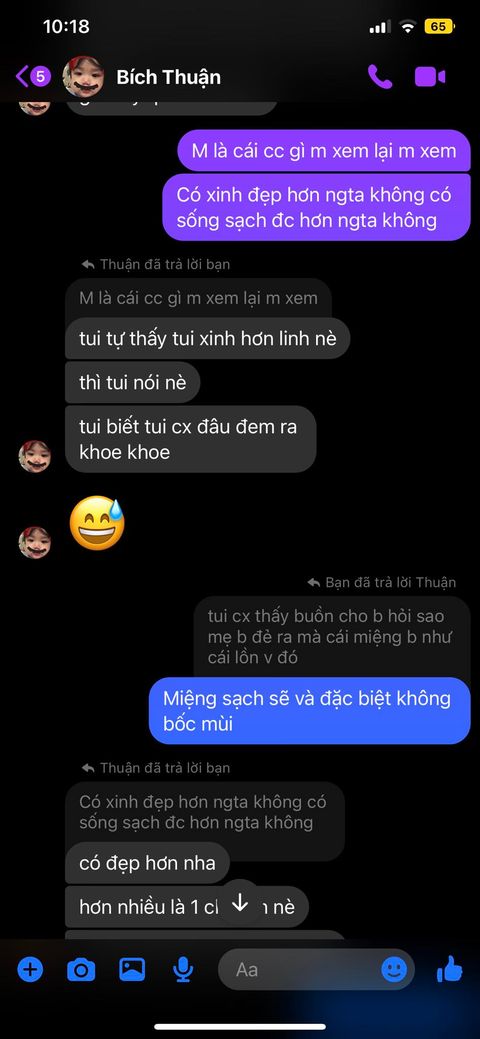 10:18
65
5
Bích Thuận
M là cái cc gì m xem lại m xem
Có xinh đẹp hơn ngta không có
sống sạch đc hơn ngta không
Thuận đã trả lời bạn
M là cái cc gì m xem lại m xem
tui tự thấy tui xinh hơn linh nè
thì tui nói nè
tui biết tui cx đâu đem ra
khoe khoe
Bạn đã trả lời Thuận
tui cx thấy buồn cho b hỏi sao
mẹ b đẻ ra mà cái miệng b như
cái lồn v đó
Miệng sạch sẽ và đặc biệt không
bốc mùi
Thuận đã trả lời bạn
Có xinh đẹp hơn ngta không có
sống sạch đc hơn ngta không
có đẹp hơn nha
hơn nhiều là 1 nè
Aa